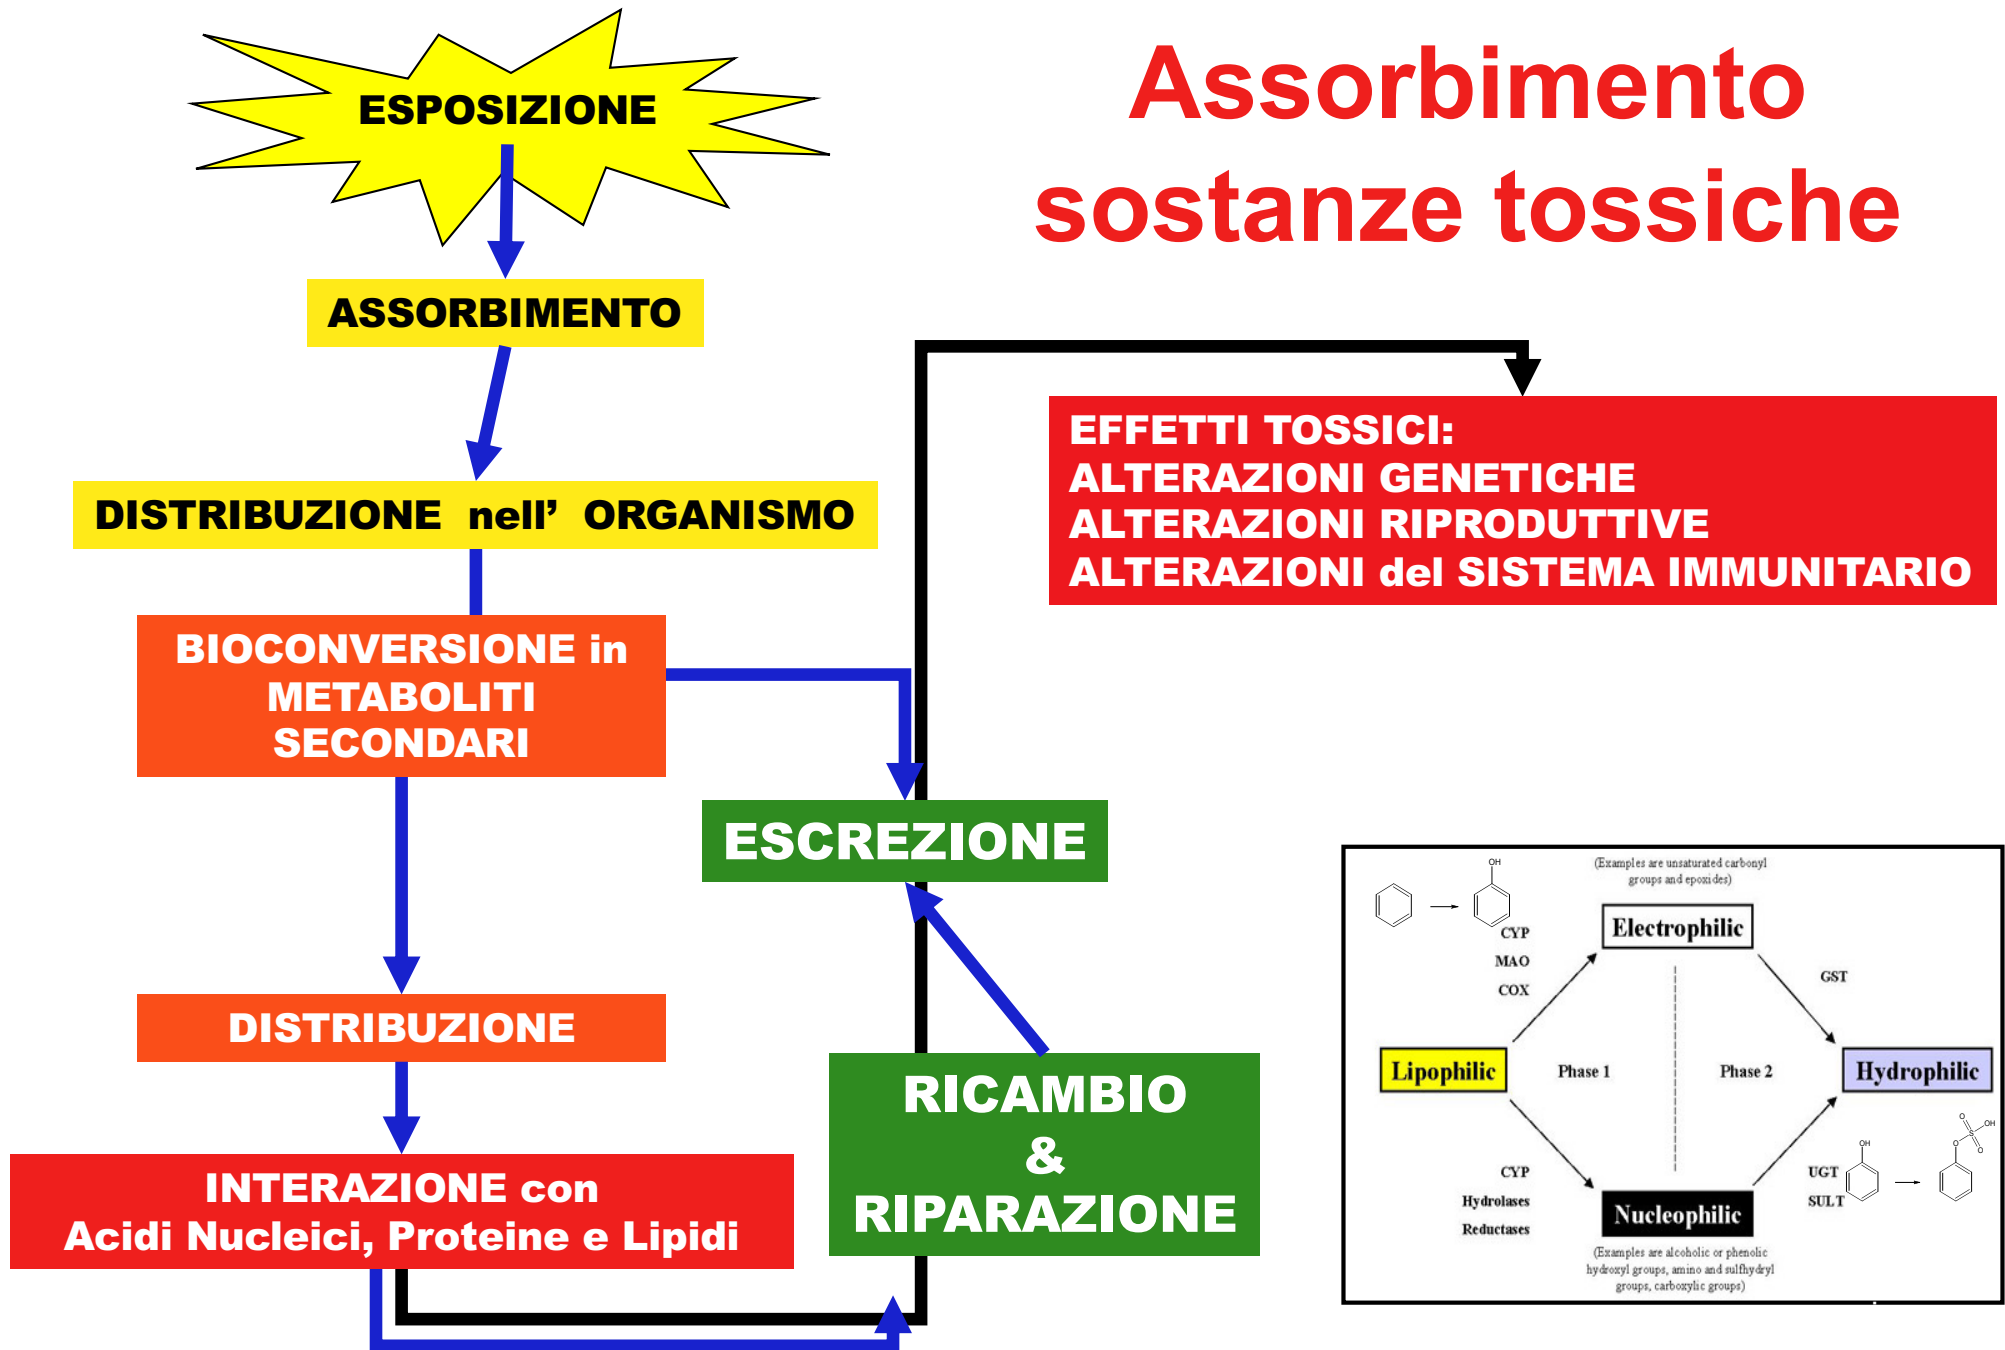 Assorbimento
sostanze tossiche
ESPOSIZIONE
ASSORBIMENTO
DISTRIBUZIONE nell’ ORGANISMO
BIOCONVERSIONE in
METABOLITI
SECONDARI
ESCREZIONE
DISTRIBUZIONE
RICAMBIO
&
RIPARAZIONE
INTERAZIONE con
Acidi Nucleici, Proteine e Lipidi
EFFETTI TOSSICI:
ALTERAZIONI GENETICHE
ALTERAZIONI RIPRODUTTIVE
ALTERAZIONI del SISTEMA IMMUNITARIO
(Examples are unsaturated carbonyl
groups and epoxides)
OH
Electrophilic
CYP
MAO
COX
GST
Lipophilic
Phase 1
Phase 2
Hydrophilic
CYP
Hydrolases
Reductases
UGT
SULT
OH
O
S
OH
O
O
Nucleophilic
(Examples are alcoholic or phenolic
hydroxyl groups, amino and sulfhydryl
groups, carboxylic groups)